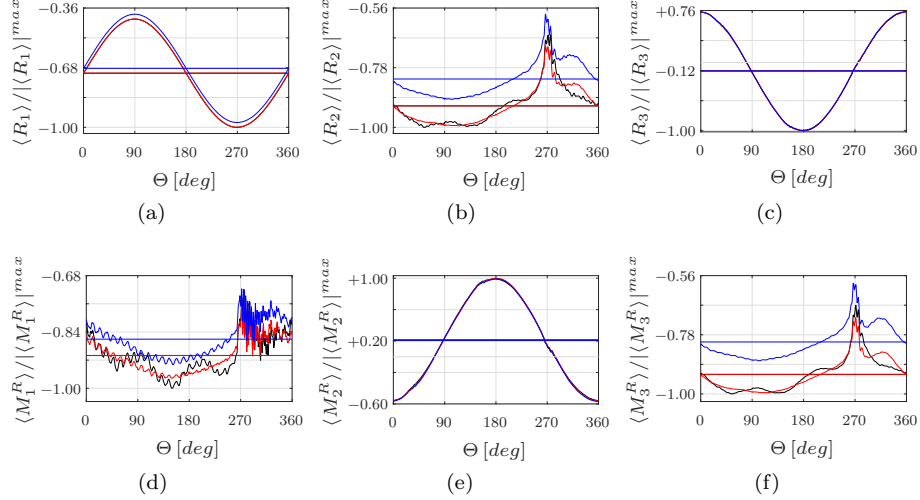 −0.36
−0.68
−1.00
0 90 180 270 360
Θ [deg]
⟨R₁⟩/|⟨R₁⟩|ᵐᵃˣ
(a)
−0.56
−0.78
−1.00
0 90 180 270 360
Θ [deg]
⟨R₂⟩/|⟨R₂⟩|ᵐᵃˣ
(b)
+0.76
−0.12
−1.00
0 90 180 270 360
Θ [deg]
⟨R₃⟩/|⟨R₃⟩|ᵐᵃˣ
(c)
−0.68
−0.84
−1.00
0 90 180 270 360
Θ [deg]
⟨M₁ᴿ⟩/|⟨M₁ᴿ⟩|ᵐᵃˣ
(d)
+1.00
+0.20
−0.60
0 90 180 270 360
Θ [deg]
⟨M₂ᴿ⟩/|⟨M₂ᴿ⟩|ᵐᵃˣ
(e)
−0.56
−0.78
−1.00
0 90 180 270 360
Θ [deg]
⟨M₃ᴿ⟩/|⟨M₃ᴿ⟩|ᵐᵃˣ
(f)